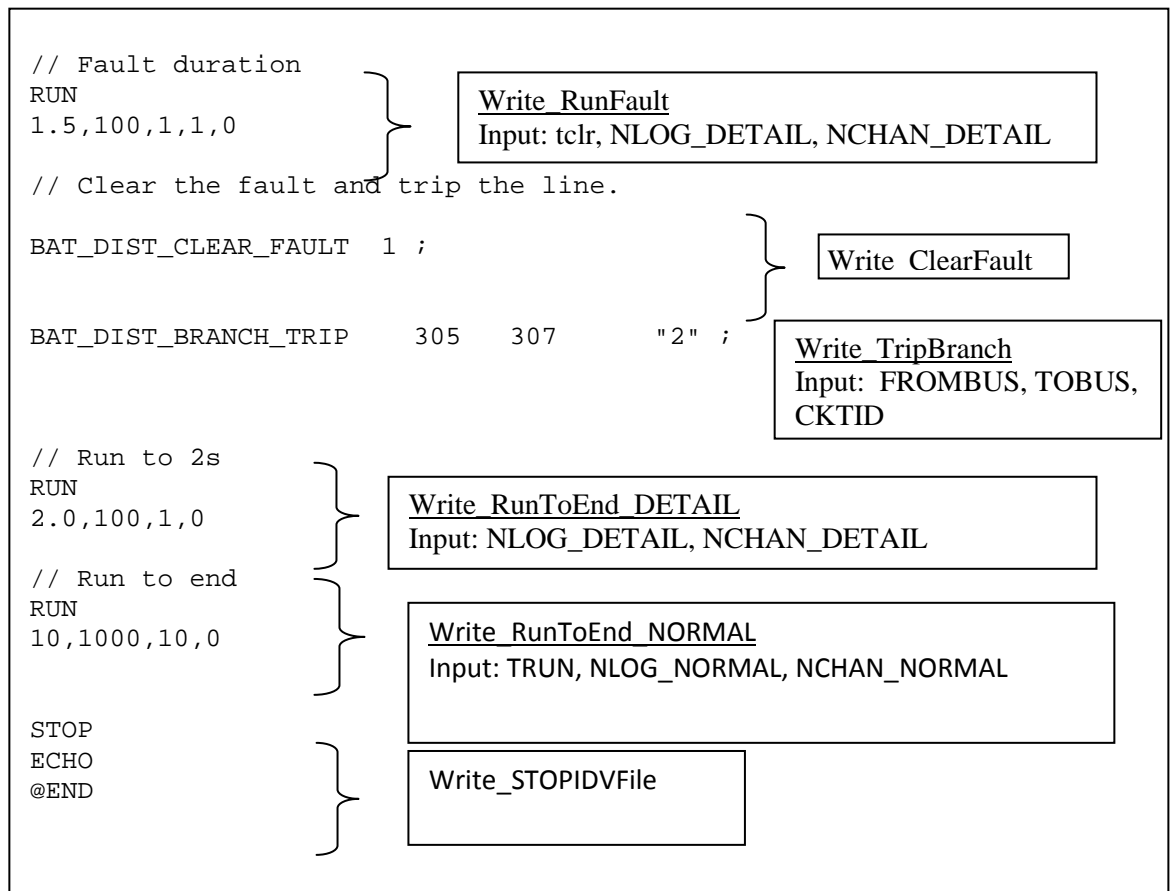 // Fault duration
RUN
1.5,100,1,1,0
Write_RunFault
Input: tclr, NLOG_DETAIL, NCHAN_DETAIL
// Clear the fault and trip the line.
BAT_DIST_CLEAR_FAULT 1 ;
Write ClearFault
BAT_DIST_BRANCH_TRIP 305 307 "2" ;
Write_TripBranch
Input: FROMBUS, TOBUS,
CKTID
// Run to 2s
RUN
2.0,100,1,0
Write_RunToEnd_DETAIL
Input: NLOG_DETAIL, NCHAN_DETAIL
// Run to end
RUN
10,1000,10,0
Write_RunToEnd_NORMAL
Input: TRUN, NLOG_NORMAL, NCHAN_NORMAL
STOP
ECHO
@END
Write_STOPIDVFile